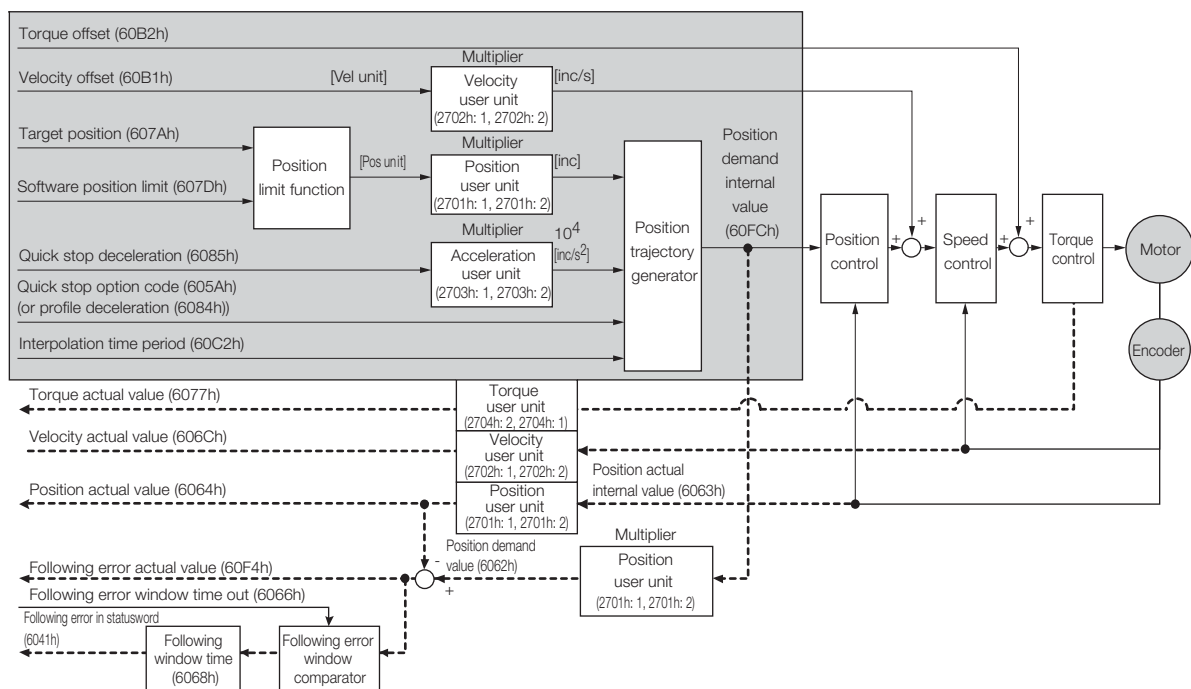 Torque offset (60B2h)
Velocity offset (60B1h)
[Vel unit]
Multiplier
Velocity
user unit
(2702h: 1, 2702h: 2)
[inc/s]
Target position (607Ah)
Software position limit (607Dh)
Position
limit function
[Pos unit]
Multiplier
Position
user unit
(2701h: 1, 2701h: 2)
[inc]
Quick stop deceleration (6085h)
Multiplier
Acceleration
user unit
(2703h: 1, 2703h: 2)
10⁴
[inc/s²]
Quick stop option code (605Ah)
(or profile deceleration (6084h))
Interpolation time period (60C2h)
Position
trajectory
generator
Position
demand
internal
value
(60FCh)
Position
control
+
+
Speed
control
+
+
Torque
control
Motor
Encoder
Torque actual value (6077h)
Torque
user unit
(2704h: 2, 2704h: 1)
Velocity actual value (606Ch)
Velocity
user unit
(2702h: 1, 2702h: 2)
Position actual value (6064h)
Position
user unit
(2701h: 1, 2701h: 2)
Position actual
internal value (6063h)
Multiplier
Position
user unit
(2701h: 1, 2701h: 2)
Position demand
value (6062h)
-
+
Following error actual value (60F4h)
Following error window time out (6066h)
Following error in statusword
(6041h)
Following
window time
(6068h)
Following error
window
comparator